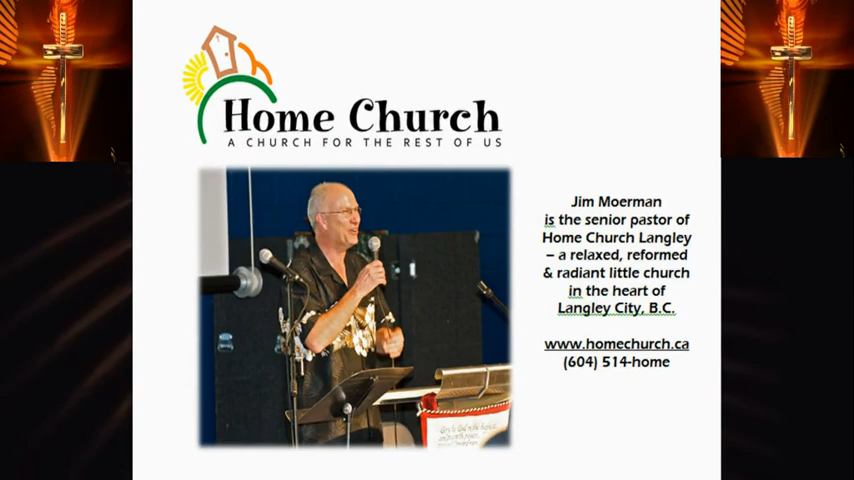 Home Church
A CHURCH FOR THE REST OF US
Jim Moerman
is the senior pastor of
Home Church Langley
– a relaxed, reformed
& radiant little church
in the heart of
Langley City, B.C.
www.homechurch.ca
(604) 514-home